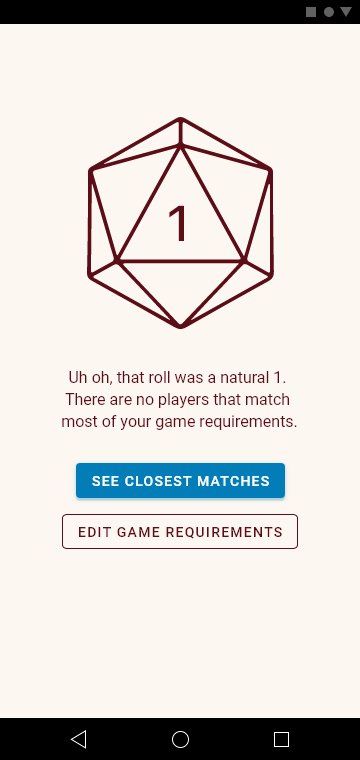 1
Uh oh, that roll was a natural 1.
There are no players that match
most of your game requirements.
SEE CLOSEST MATCHES
EDIT GAME REQUIREMENTS